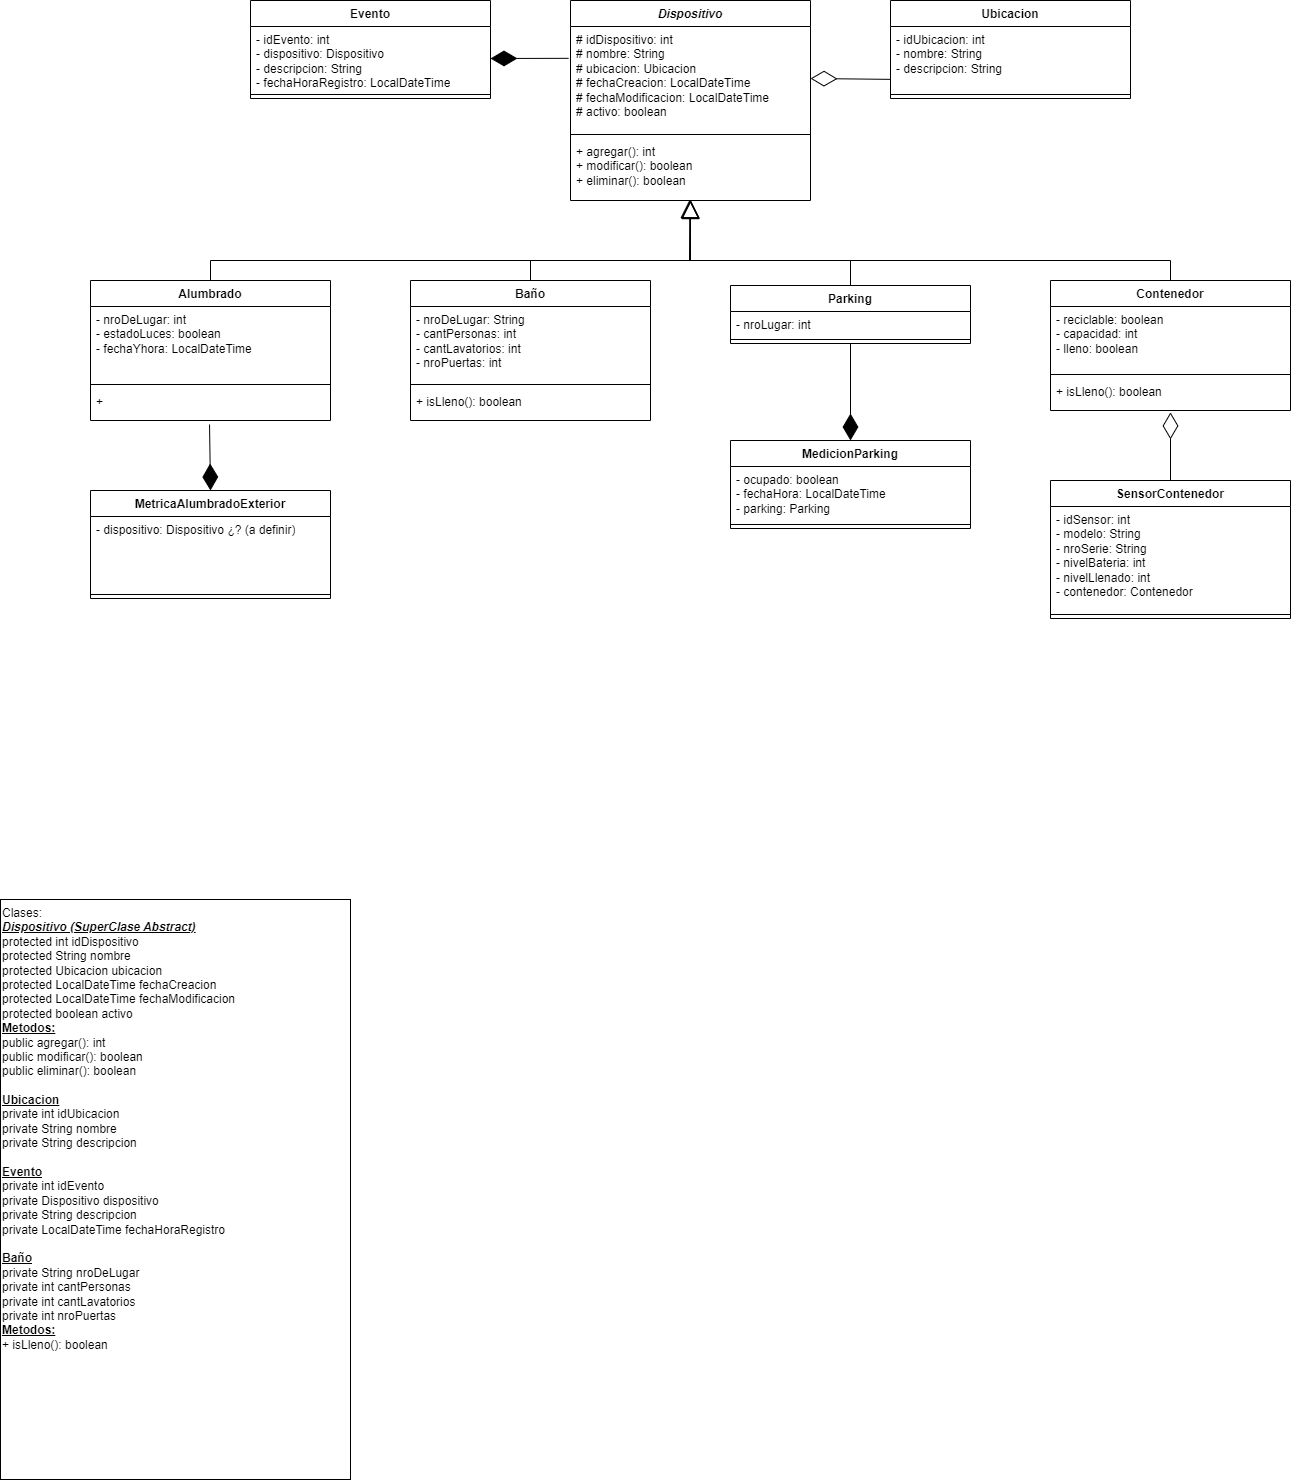 Evento
- idEvento: int
- dispositivo: Dispositivo
- descripcion: String
- fechaHoraRegistro: LocalDateTime
Dispositivo
# idDispositivo: int
# nombre: String
# ubicacion: Ubicacion
# fechaCreacion: LocalDateTime
# fechaModificacion: LocalDateTime
# activo: boolean
+ agregar(): int
+ modificar(): boolean
+ eliminar(): boolean
Ubicacion
- idUbicacion: int
- nombre: String
- descripcion: String
Alumbrado
- nroDeLugar: int
- estadoLuces: boolean
- fechaYhora: LocalDateTime
+
Baño
- nroDeLugar: String
- cantPersonas: int
- cantLavatorios: int
- nroPuertas: int
+ isLleno(): boolean
Parking
- nroLugar: int
Contenedor
- reciclable: boolean
- capacidad: int
- lleno: boolean
+ isLleno(): boolean
MetricaAlumbradoExterior
- dispositivo: Dispositivo ¿? (a definir)
MedicionParking
- ocupado: boolean
- fechaHora: LocalDateTime
- parking: Parking
SensorContenedor
- idSensor: int
- modelo: String
- nroSerie: String
- nivelBateria: int
- nivelLlenado: int
- contenedor: Contenedor
Clases:
Dispositivo (SuperClase Abstract)
protected int idDispositivo
protected String nombre
protected Ubicacion ubicacion
protected LocalDateTime fechaCreacion
protected LocalDateTime fechaModificacion
protected boolean activo
Metodos:
public agregar(): int
public modificar(): boolean
public eliminar(): boolean
Ubicacion
private int idUbicacion
private String nombre
private String descripcion
Evento
private int idEvento
private Dispositivo dispositivo
private String descripcion
private LocalDateTime fechaHoraRegistro
Baño
private String nroDeLugar
private int cantPersonas
private int cantLavatorios
private int nroPuertas
Metodos:
+ isLleno(): boolean